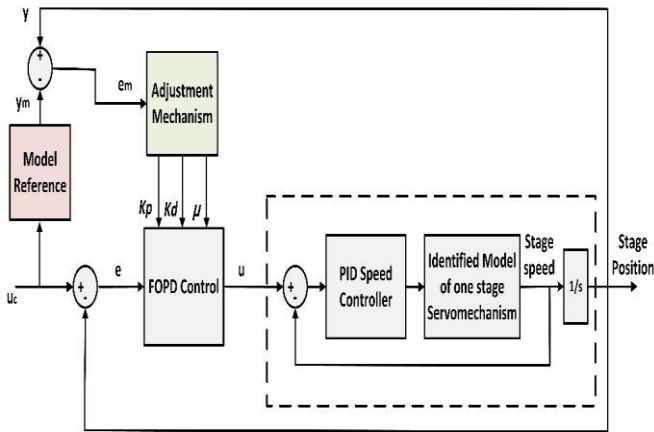 y
+
-
em
ym
Adjustment
Mechanism
Model
Reference
Kp Kd μ
uc
+
-
e
FOPD Control
u
+
-
PID Speed
Controller
Identified Model
of one stage
Servomechanism
Stage
speed
1/s
Stage
Position